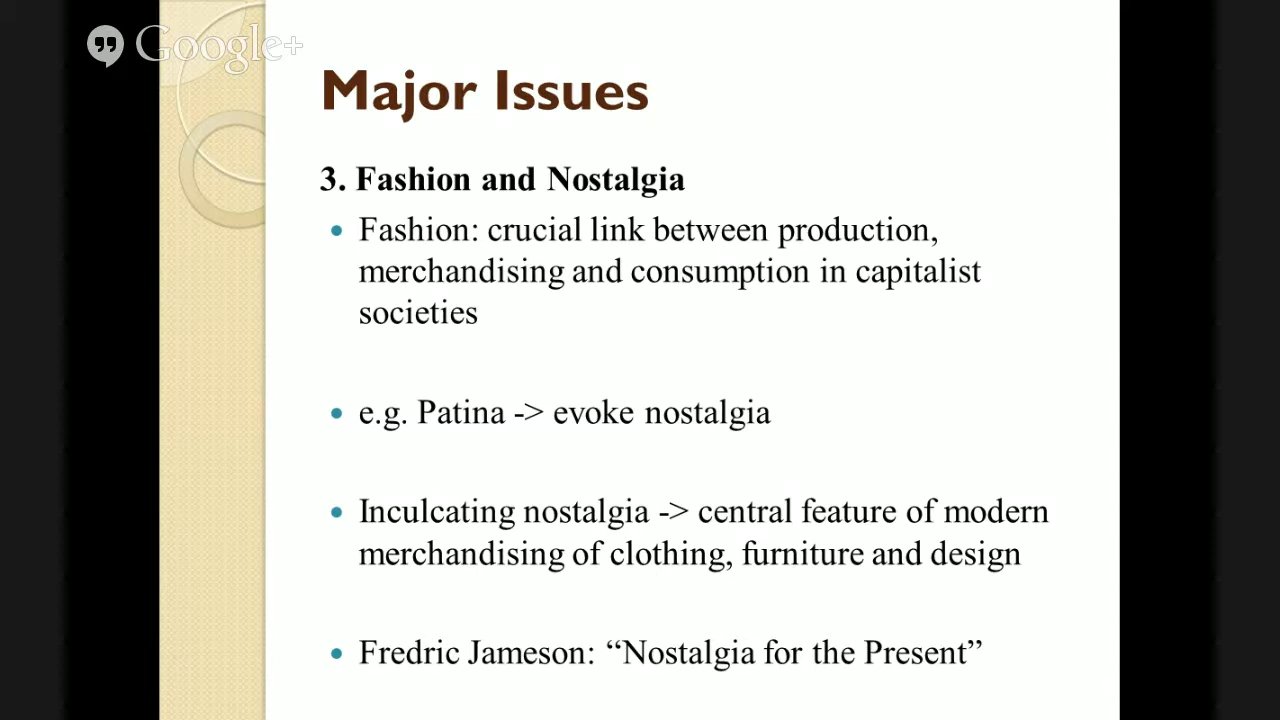 Google+
Major Issues
3. Fashion and Nostalgia
• Fashion: crucial link between production,
merchandising and consumption in capitalist
societies
• e.g. Patina -> evoke nostalgia
• Inculcating nostalgia -> central feature of modern
merchandising of clothing, furniture and design
• Fredric Jameson: “Nostalgia for the Present”